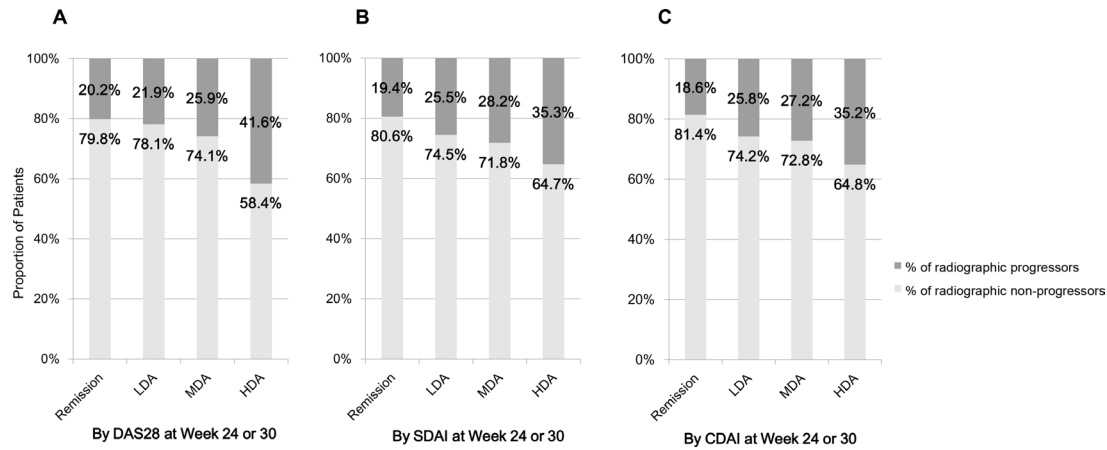 A
100%
80%
60%
40%
20%
0%
Proportion of Patients
20.2%
79.8%
21.9%
78.1%
25.9%
74.1%
41.6%
58.4%
Remission
LDA
MDA
HDA
By DAS28 at Week 24 or 30
B
100%
80%
60%
40%
20%
0%
19.4%
80.6%
25.5%
74.5%
28.2%
71.8%
35.3%
64.7%
Remission
LDA
MDA
HDA
By SDAI at Week 24 or 30
C
100%
80%
60%
40%
20%
0%
18.6%
81.4%
25.8%
74.2%
27.2%
72.8%
35.2%
64.8%
Remission
LDA
MDA
HDA
By CDAI at Week 24 or 30
% of radiographic progressors
% of radiographic non-progressors